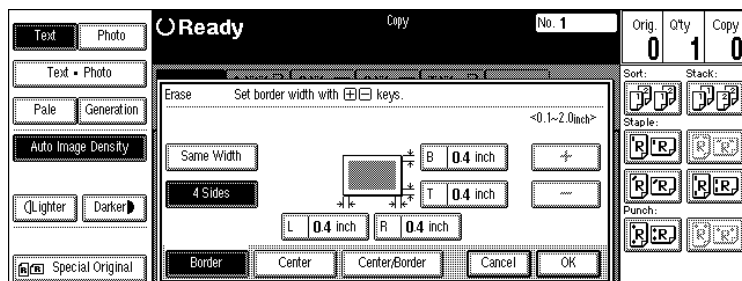 Text
Photo
Text • Photo
Pale
Generation
Auto Image Density
Lighter
Darker
Special Original
Ready
Copy
No. 1
Erase
Set border width with + − keys.
<0.1~2.0inch>
Same Width
4 Sides
B 0.4 inch
T 0.4 inch
L 0.4 inch
R 0.4 inch
+
−
Border
Center
Center/Border
Cancel
OK
Orig. Q'ty Copy
0 1 0
Sort: Stack:
Staple:
Punch: